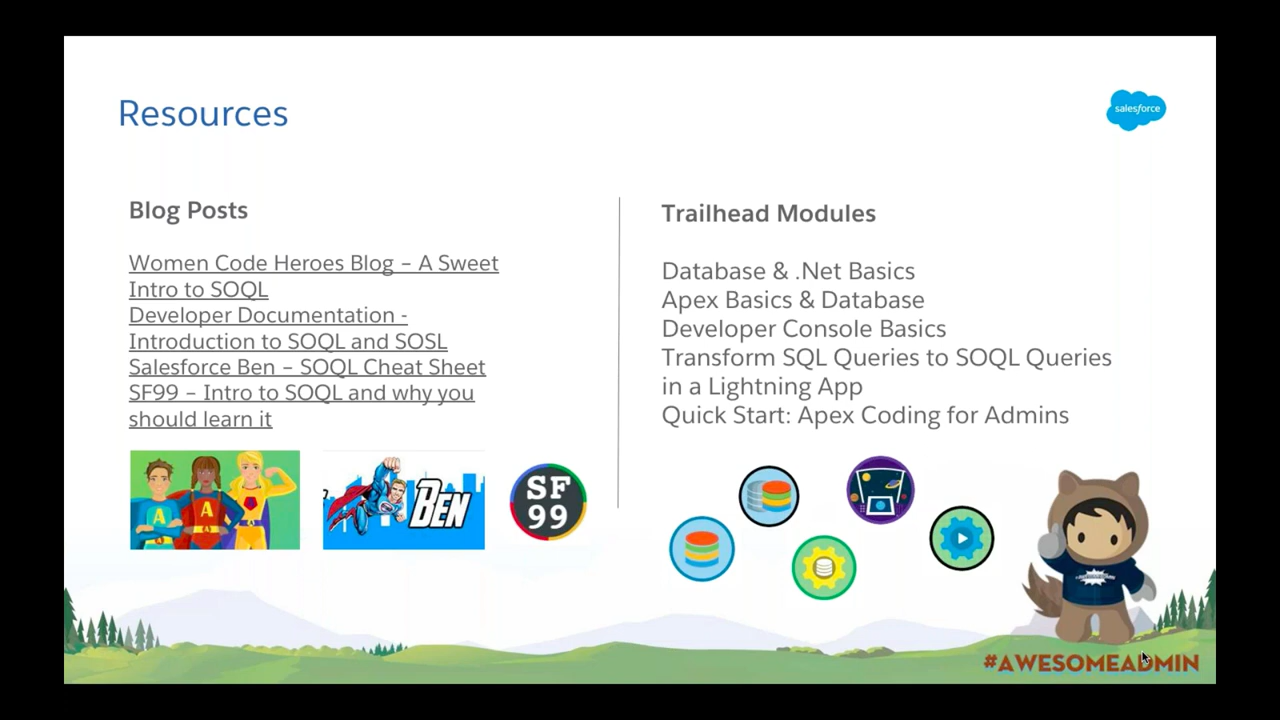 Resources
salesforce
Blog Posts
Women Code Heroes Blog – A Sweet
Intro to SOQL
Developer Documentation -
Introduction to SOQL and SOSL
Salesforce Ben – SOQL Cheat Sheet
SF99 – Intro to SOQL and why you
should learn it
A
A
BEN
SF
99
Trailhead Modules
Database & .Net Basics
Apex Basics & Database
Developer Console Basics
Transform SQL Queries to SOQL Queries
in a Lightning App
Quick Start: Apex Coding for Admins
#AWESOMEADMIN